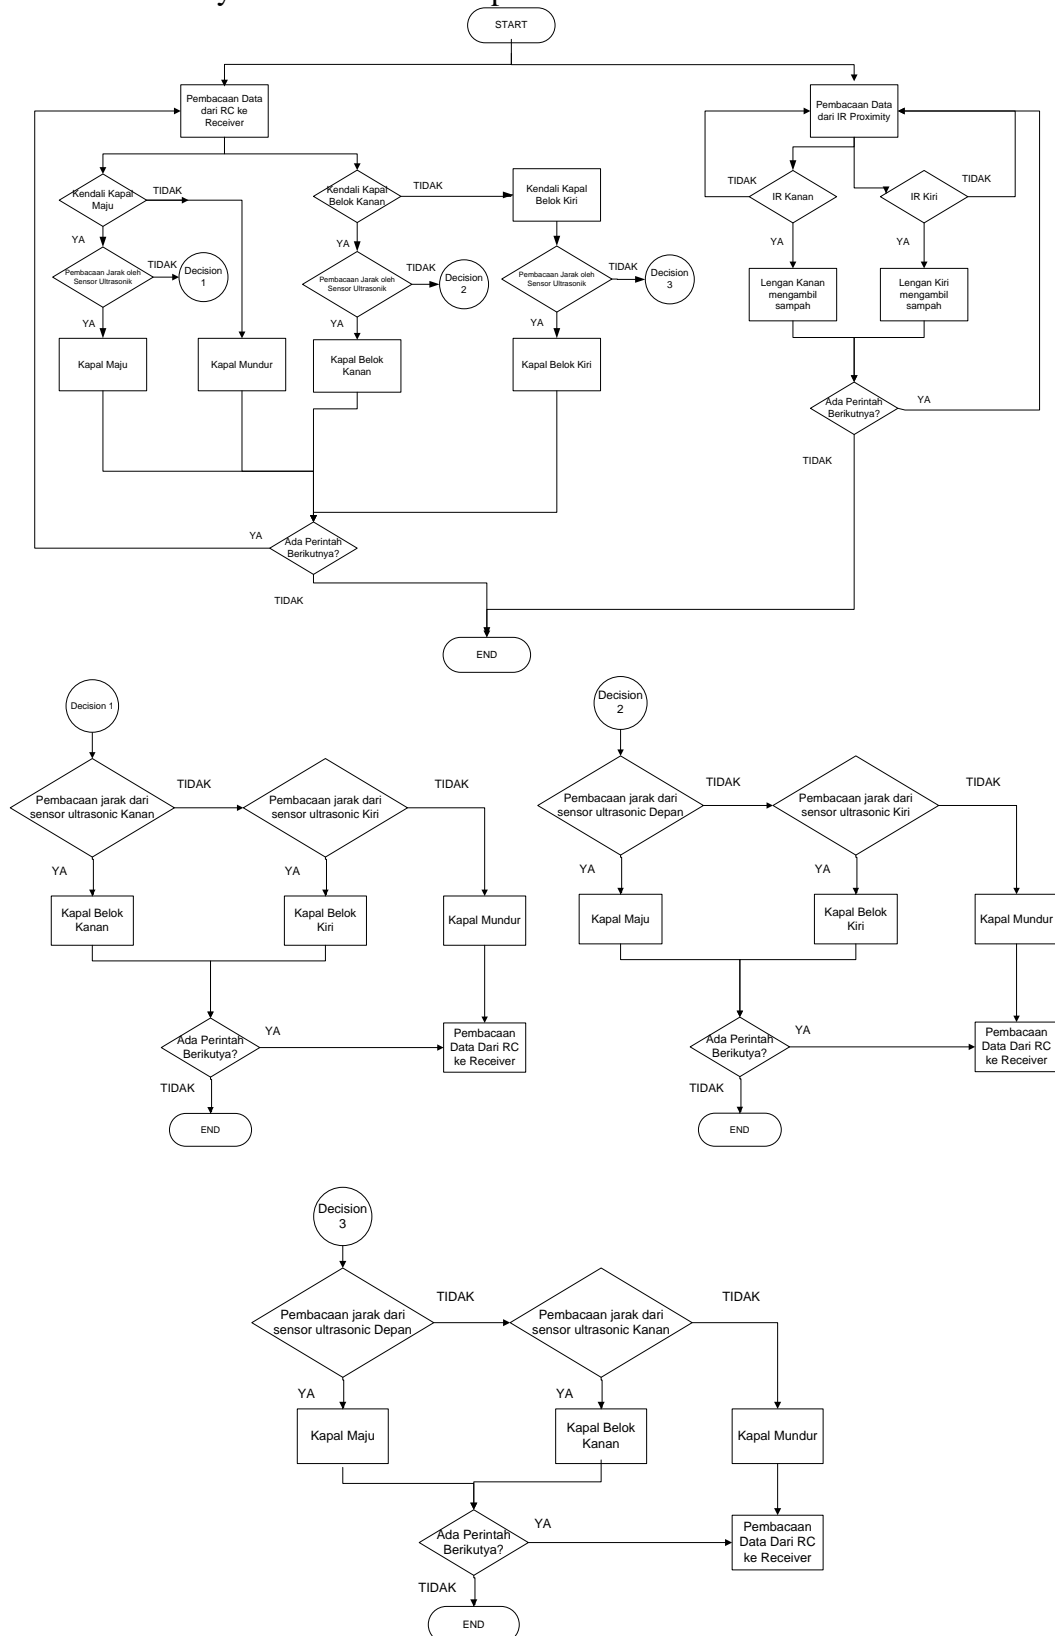 START
Pembacaan Data
dari RC ke
Receiver
Pembacaan Data
dari IR Proximity
Kendali Kapal
Maju
TIDAK
Kendali Kapal
Belok Kanan
TIDAK
Kendali Kapal
Belok Kiri
TIDAK
IR Kanan
IR Kiri
TIDAK
YA
YA
YA
YA
YA
Pembacaan Jarak oleh
Sensor Ultrasonik
TIDAK
Decision
1
Pembacaan Jarak oleh
Sensor Ultrasonik
TIDAK
Decision
2
Pembacaan Jarak oleh
Sensor Ultrasonik
TIDAK
Decision
3
Lengan Kanan
mengambil
sampah
Lengan Kiri
mengambil
sampah
YA
YA
YA
Kapal Maju
Kapal Mundur
Kapal Belok
Kanan
Kapal Belok Kiri
Ada Perintah
Berikutnya?
YA
TIDAK
YA
Ada Perintah
Berikutnya?
TIDAK
END
Decision 1
Pembacaan jarak dari
sensor ultrasonic Kanan
TIDAK
Pembacaan jarak dari
sensor ultrasonic Kiri
TIDAK
YA
YA
Kapal Belok
Kanan
Kapal Belok
Kiri
Kapal Mundur
Ada Perintah
Berikutya?
YA
Pembacaan
Data Dari RC
ke Receiver
TIDAK
END
Decision
2
Pembacaan jarak dari
sensor ultrasonic Depan
TIDAK
Pembacaan jarak dari
sensor ultrasonic Kiri
TIDAK
YA
YA
Kapal Maju
Kapal Belok
Kiri
Kapal Mundur
Ada Perintah
Berikutya?
YA
Pembacaan
Data Dari RC
ke Receiver
TIDAK
END
Decision
3
Pembacaan jarak dari
sensor ultrasonic Depan
TIDAK
Pembacaan jarak dari
sensor ultrasonic Kanan
TIDAK
YA
YA
Kapal Maju
Kapal Belok
Kanan
Kapal Mundur
Ada Perintah
Berikutya?
YA
Pembacaan
Data Dari RC
ke Receiver
TIDAK
END